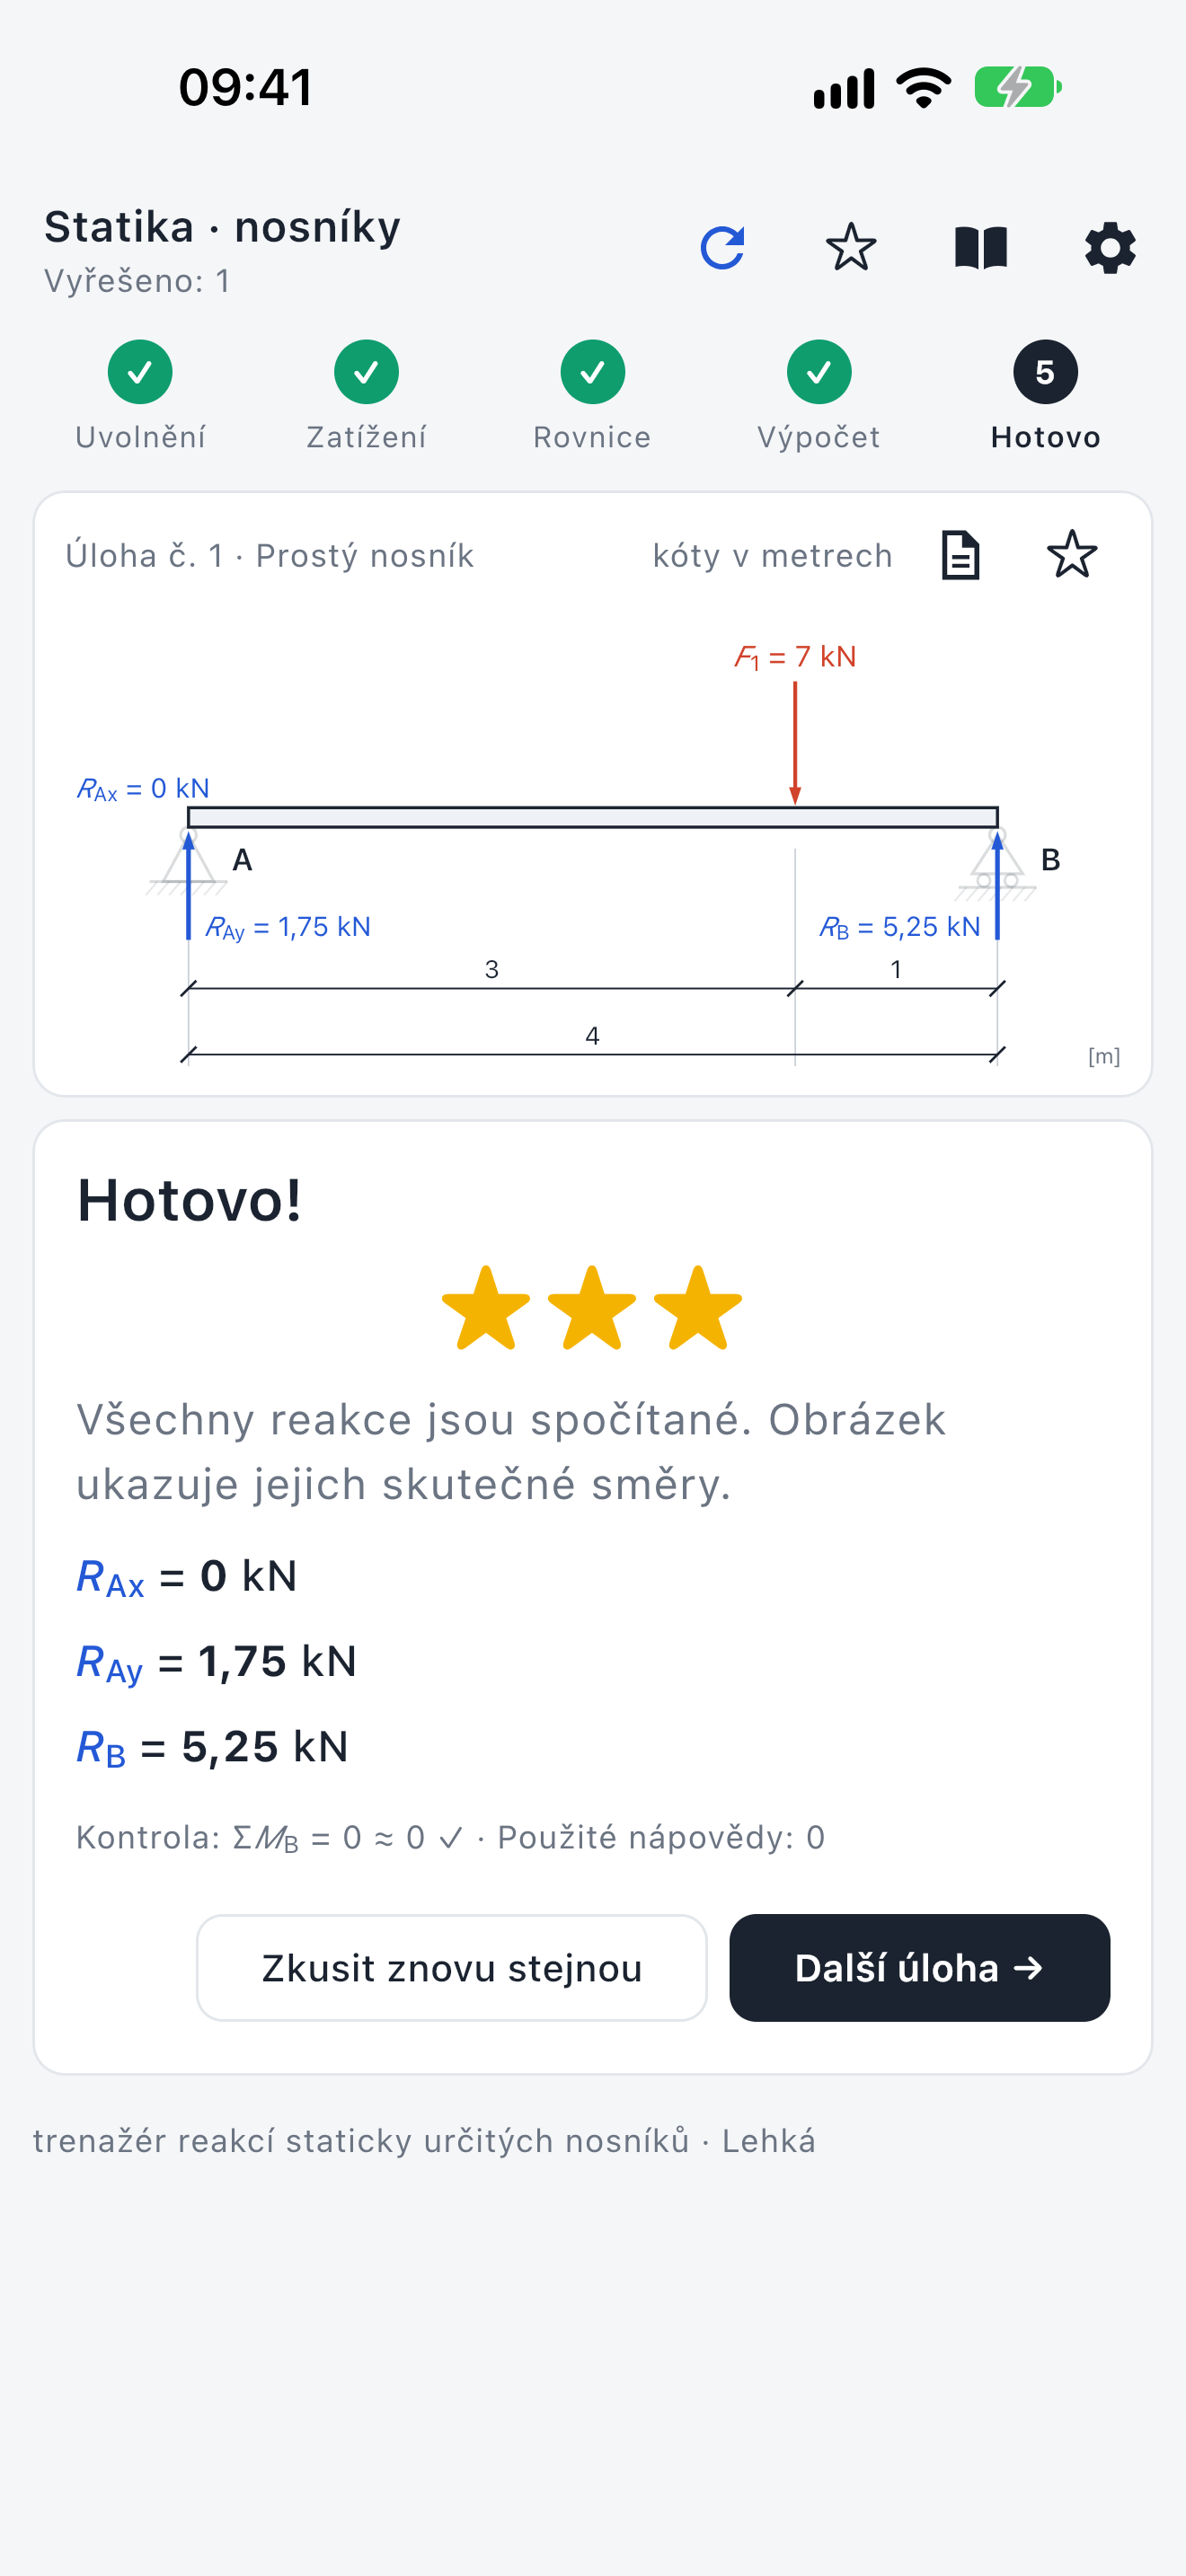 09:41
Statika · nosníky
Vyřešeno: 1
Uvolnění
Zatížení
Rovnice
Výpočet
5
Hotovo
Úloha č. 1 · Prostý nosník
kóty v metrech
F1 = 7 kN
RAx = 0 kN
A
B
RAy = 1,75 kN
RB = 5,25 kN
3
1
4
[m]
Hotovo!
Všechny reakce jsou spočítané. Obrázek
ukazuje jejich skutečné směry.
RAx = 0 kN
RAy = 1,75 kN
RB = 5,25 kN
Kontrola: ΣMB = 0 ≈ 0 ✓ · Použité nápovědy: 0
Zkusit znovu stejnou
Další úloha →
trenažér reakcí staticky určitých nosníků · Lehká